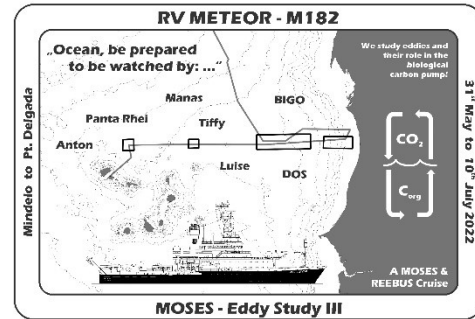 RV METEOR - M182
„Ocean, be prepared
to be watched by: ...“
We study eddies and
their role in the
biological
carbon pump!
Mindelo to Pt. Delgada
31st May to 10th July 2022
Manas
BIGO
Panta Rhei
Tiffy
Anton
Luise
DOS
CO2
Corg
A MOSES &
REEBUS Cruise
MOSES - Eddy Study III